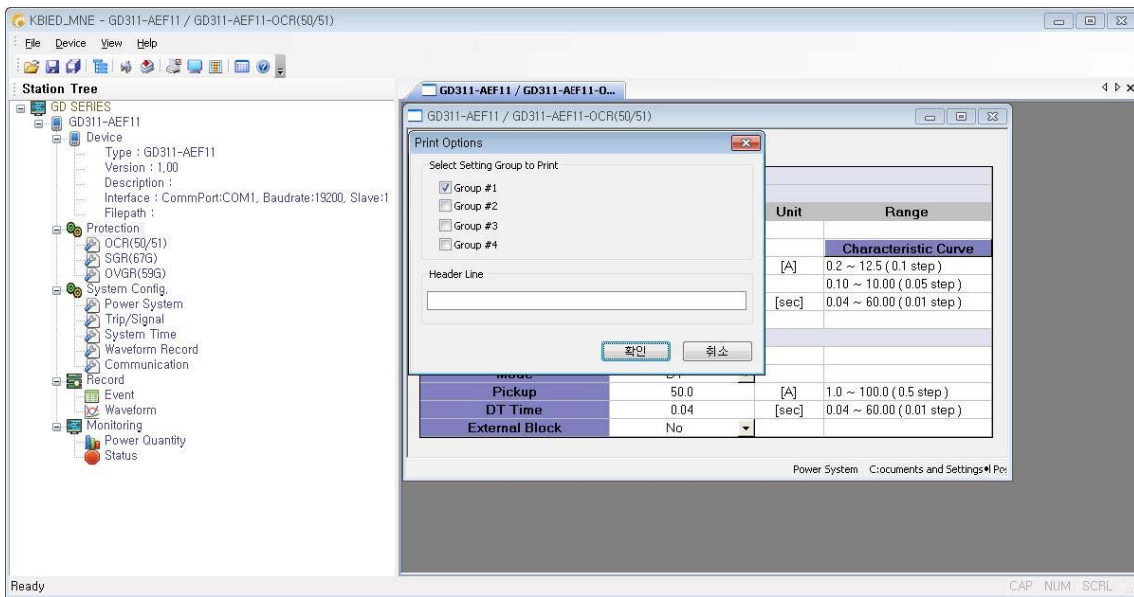 KBIED_MNE - GD311-AEF11 / GD311-AEF11-OCR(50/51)
File Device View Help
Station Tree
GD SERIES
GD311-AEF11
Device
Type : GD311-AEF11
Version : 1,00
Description :
Interface : CommPort:COM1, Baudrate:19200, Slave:1
Filepath :
Protection
OCR(50/51)
SGR(67G)
OVGR(59G)
System Config,
Power System
Trip/Signal
System Time
Waveform Record
Communication
Record
Event
Waveform
Monitoring
Power Quantity
Status
GD311-AEF11 / GD311-AEF11-O...
GD311-AEF11 / GD311-AEF11-OCR(50/51)
Print Options
Select Setting Group to Print
Group #1
Group #2
Group #3
Group #4
Header Line
확인 취소
Unit Range
Characteristic Curve
[A] 0.2 ~ 12.5 ( 0.1 step )
0.10 ~ 10.00 ( 0.05 step )
[sec] 0.04 ~ 60.00 ( 0.01 step )
Pickup 50.0 [A] 1.0 ~ 100.0 ( 0.5 step )
DT Time 0.04 [sec] 0.04 ~ 60.00 ( 0.01 step )
External Block No
Power System C:ocuments and Settings
Ready CAP NUM SCRL